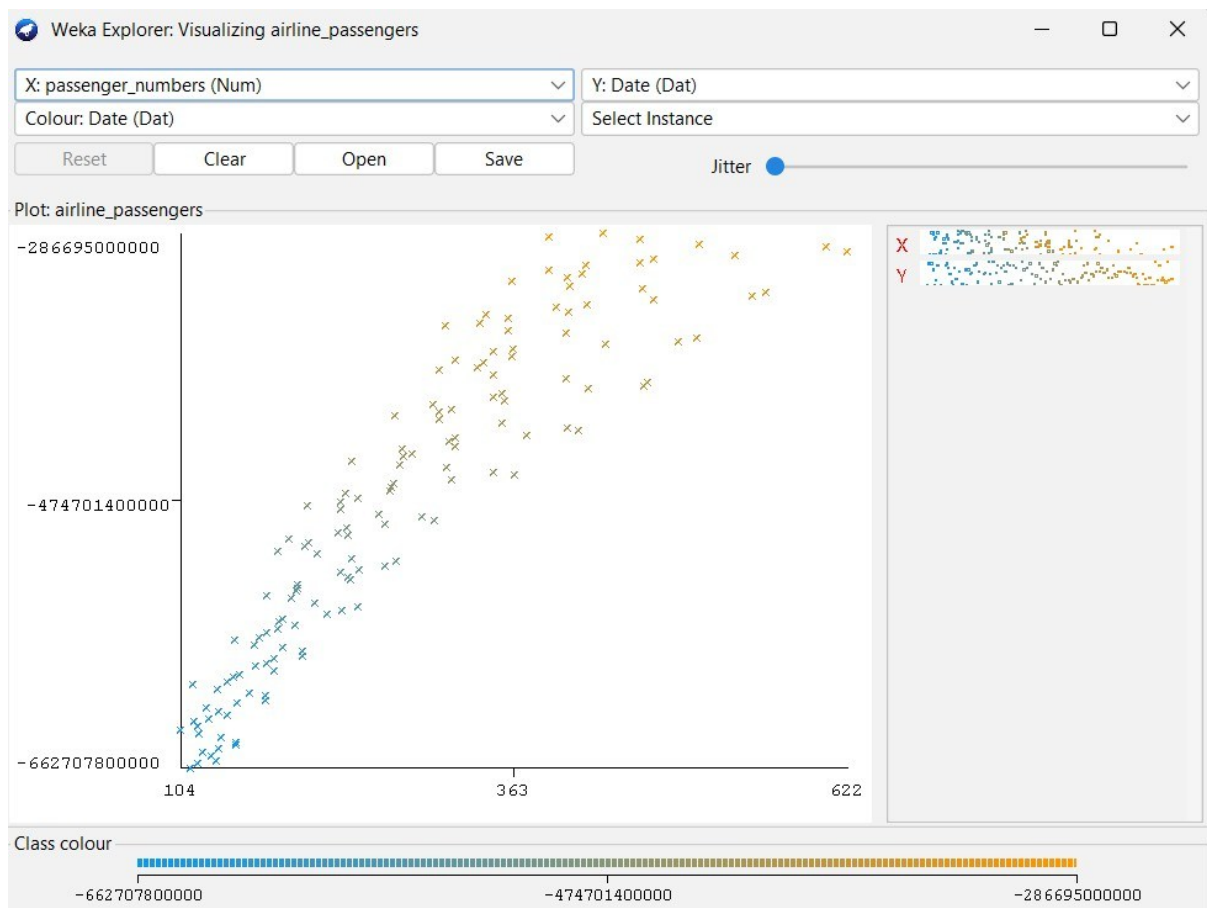 Weka Explorer: Visualizing airline_passengers
X: passenger_numbers (Num)
Y: Date (Dat)
Colour: Date (Dat)
Select Instance
Reset
Clear
Open
Save
Jitter
Plot: airline_passengers
-286695000000
-474701400000
-662707800000
104
363
622
X
Y
Class colour
-662707800000
-474701400000
-286695000000